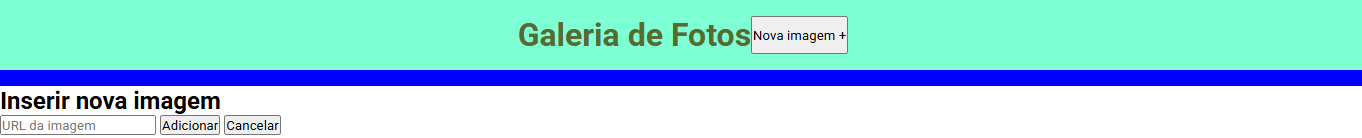 Galeria de Fotos Nova imagem +
Inserir nova imagem
URL da imagem Adicionar Cancelar